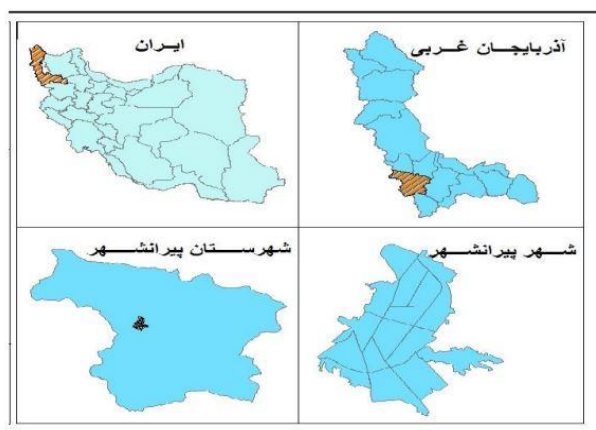 ایران
آذربایجان غربی
شهرستان پیرانشهر
شهر پیرانشهر